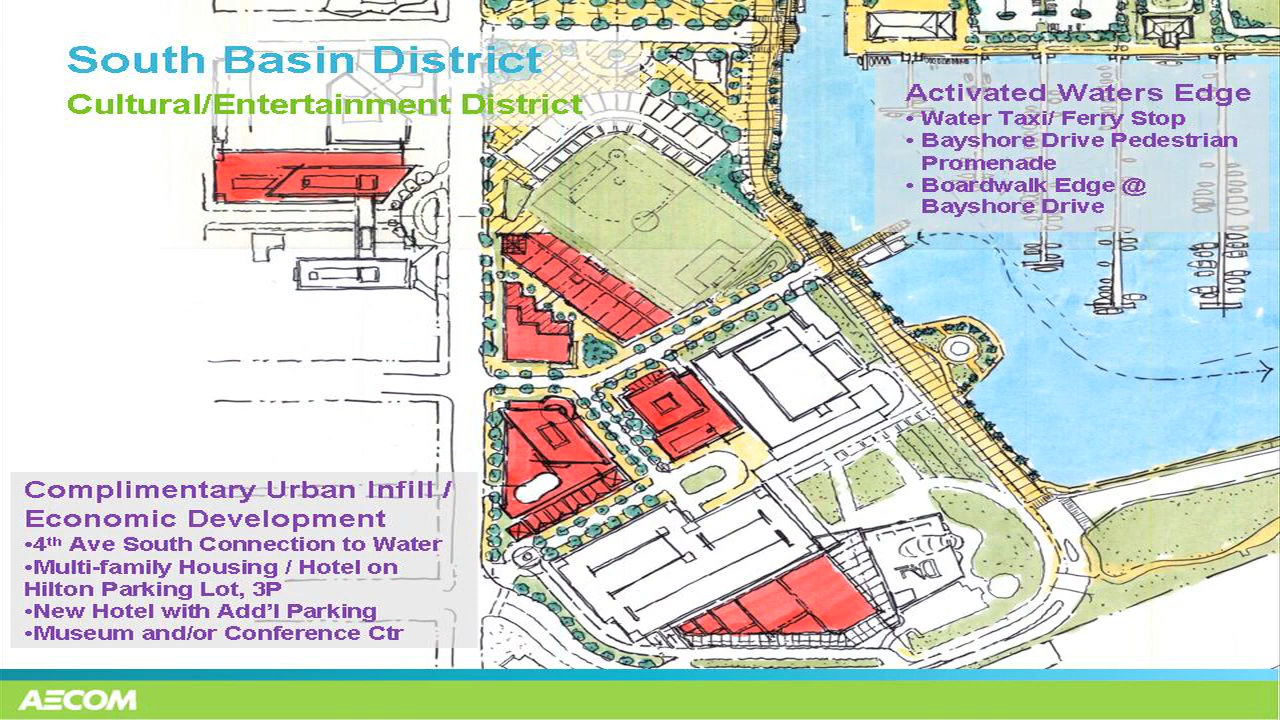 South Basin District
Cultural/Entertainment District
Activated Waters Edge
• Water Taxi/ Ferry Stop
• Bayshore Drive Pedestrian
Promenade
• Boardwalk Edge @
Bayshore Drive
Complimentary Urban Infill /
Economic Development
•4th Ave South Connection to Water
•Multi-family Housing / Hotel on
Hilton Parking Lot, 3P
•New Hotel with Add’l Parking
•Museum and/or Conference Ctr
AECOM